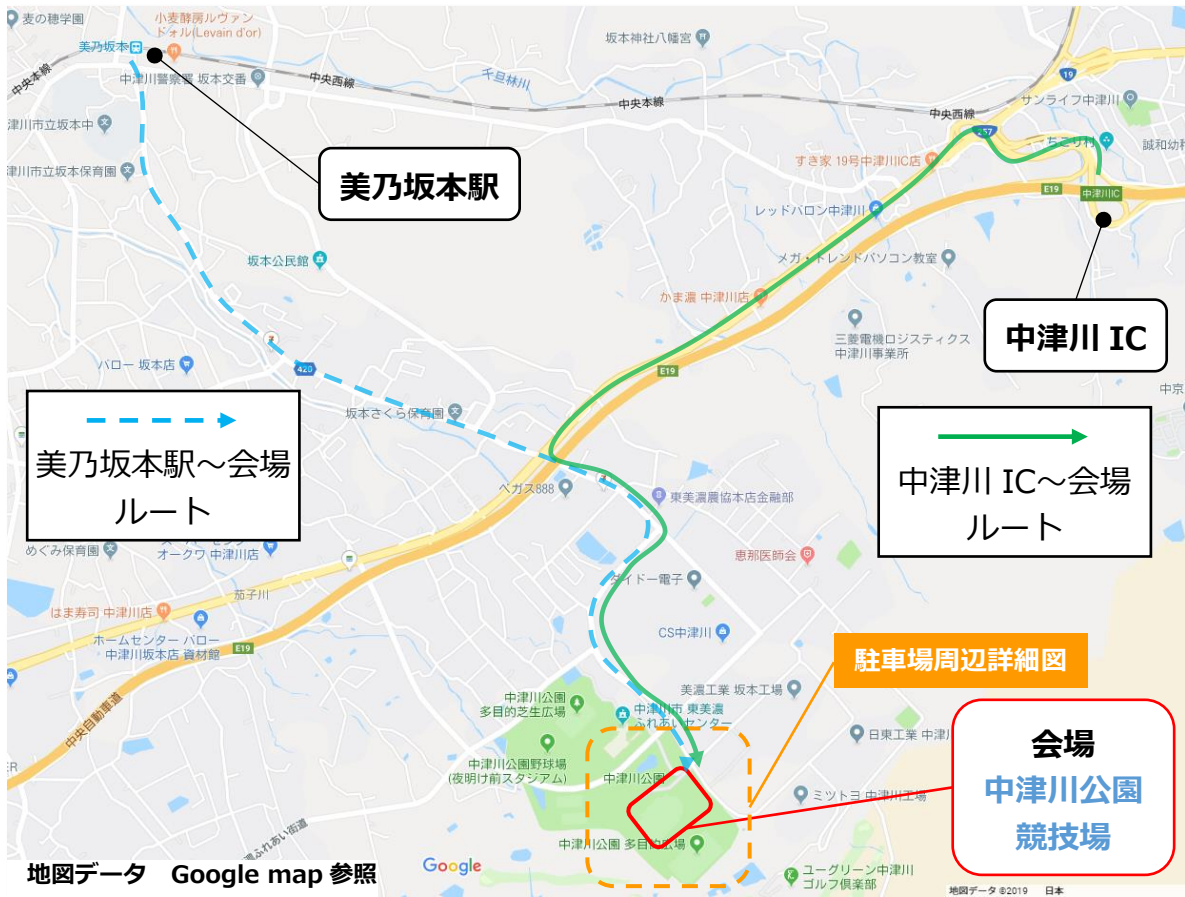 麦の穂学園
小麦酵房ルヴァン
ドォル(Levain d'or)
美乃坂本
中央本線
中津川警察署 坂本交番
中央西線
千旦林川
坂本神社八幡宮
中央本線
中央西線
19
サンライフ中津川
257
ちこり村
誠和幼稚
津川市立坂本中
津川市立坂本保育園
美乃坂本駅
すき家 19号中津川IC店
E19
中津川IC
レッドバロン中津川
坂本公民館
メガ・トレンドパソコン教室
かま濃 中津川店
三菱電機ロジスティクス
中津川事業所
中津川 IC
バロー 坂本店
428
E19
中京
坂本さくら保育園
美乃坂本駅～会場
ルート
中津川 IC～会場
ルート
ペガス888
東美濃農協本店金融部
めぐみ保育園
オークワ 中津川店
恵那医師会
ダイドー電子
茄子川
はま寿司 中津川店
CS中津川
ホームセンター バロー
中津川坂本店 資材館
E19
駐車場周辺詳細図
美濃工業 坂本工場
中津川公園
多目的芝生広場
中津川市 東美濃
ふれあいセンター
中央自動車道
日東工業 中津川
会場
中津川公園
競技場
中津川公園野球場
(夜明け前スタジアム)
中津川公園
ミツトヨ 中津川工場
ふれあい街道
中津川公園 多目的広場
地図データ Google map 参照
Google
ユーグリーン中津川
ゴルフ倶楽部
地図データ ©2019 日本